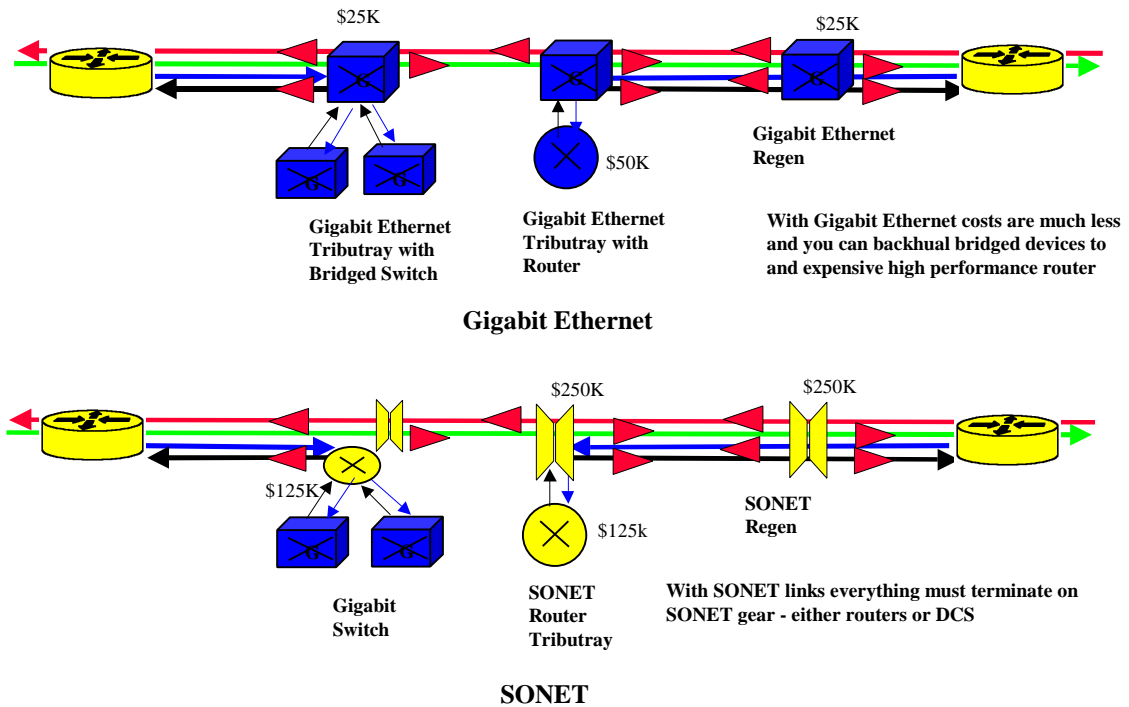 $25K
$25K
G
G
G
G
G
$50K
Gigabit Ethernet
Regen
Gigabit Ethernet
Tributray with
Bridged Switch
Gigabit Ethernet
Tributray with
Router
With Gigabit Ethernet costs are much less
and you can backhual bridged devices to
and expensive high performance router
Gigabit Ethernet
$250K
$250K
$125K
G
G
$125k
SONET
Regen
Gigabit
Switch
SONET
Router
Tributray
With SONET links everything must terminate on
SONET gear - either routers or DCS
SONET